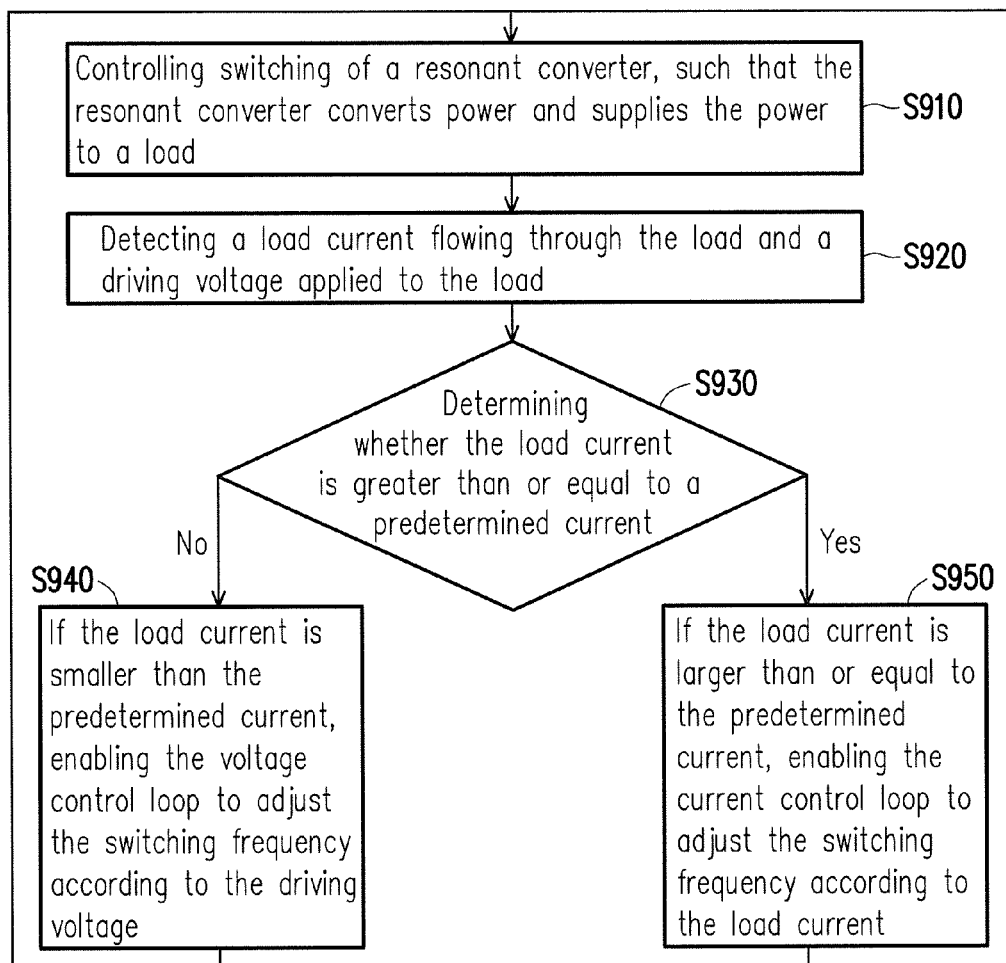 Controlling switching of a resonant converter, such that the
resonant converter converts power and supplies the power
to a load
S910
Detecting a load current flowing through the load and a
driving voltage applied to the load
S920
S930
Determining
whether the load current
is greater than or equal to a
predetermined current
No
Yes
S940
If the load current is
smaller than the
predetermined current,
enabling the voltage
control loop to adjust
the switching frequency
according to the driving
voltage
S950
If the load current is
larger than or equal to
the predetermined
current, enabling the
current control loop to
adjust the switching
frequency according to
the load current